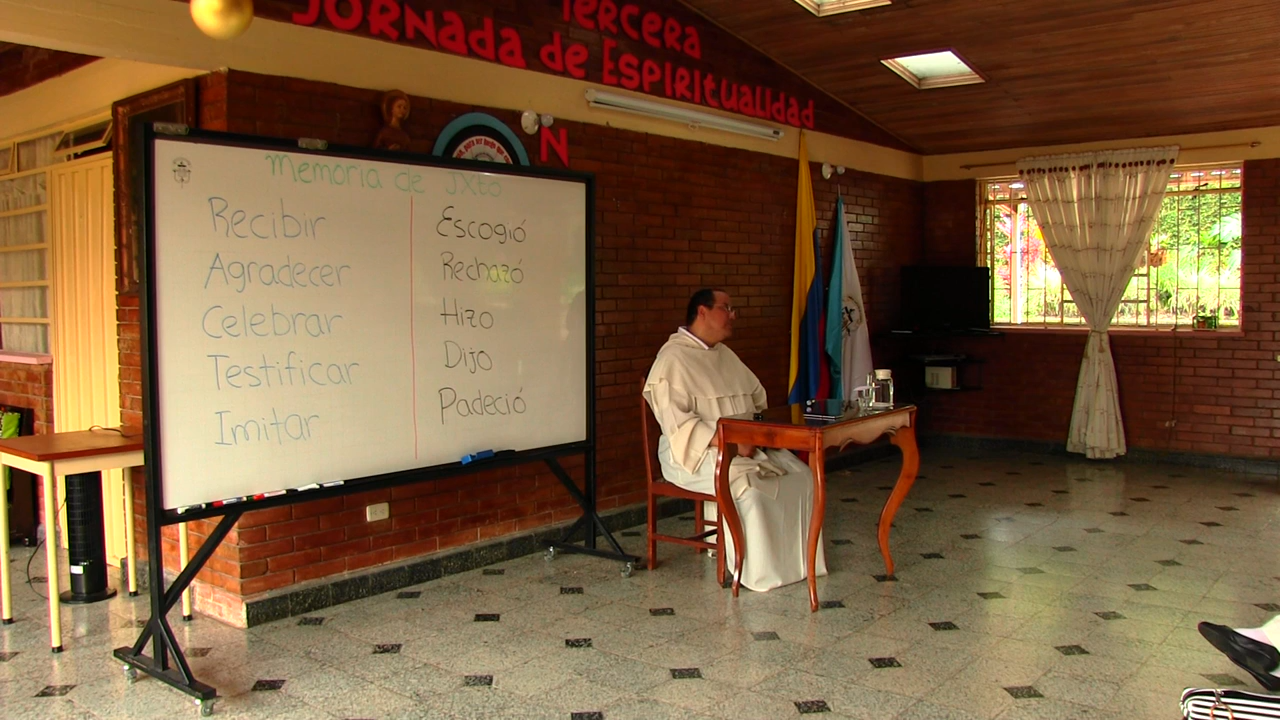 Tercera
Jornada de Espiritualidad
N
Memoria de JXto
Recibir
Agradecer
Celebrar
Testificar
Imitar
Escogió
Rechazó
Hizo
Dijo
Padeció